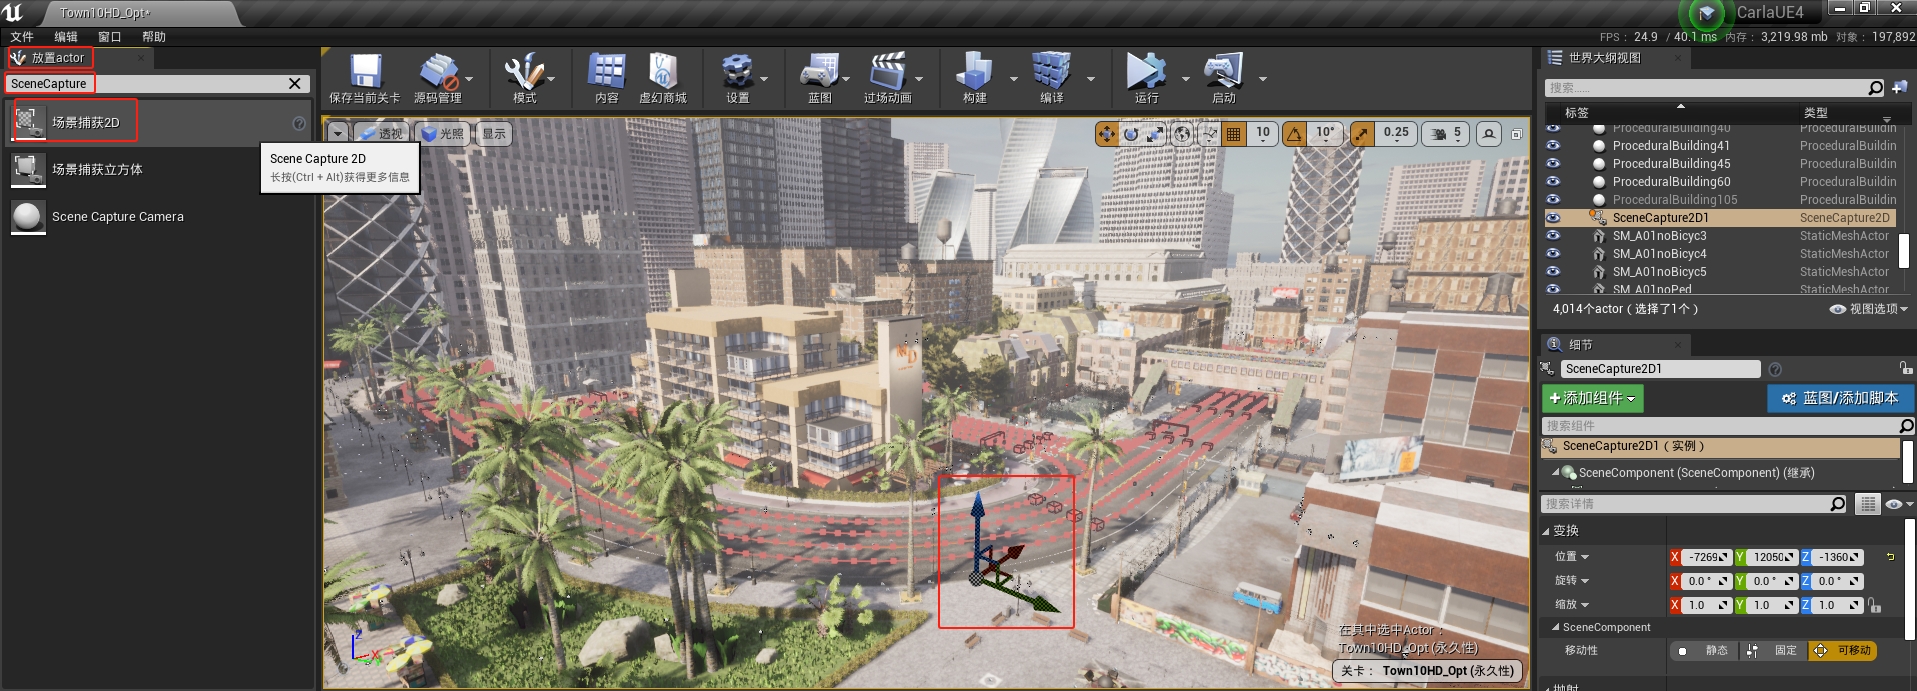 Town10HD_Opt*
CarlaUE4
文件 编辑 窗口 帮助
FPS： 24.9 / 40.1 ms 内存： 3,219.98 mb 对象： 197,892
放置actor
SceneCapture
场景捕获2D
场景捕获立方体
Scene Capture Camera
Scene Capture 2D
长按(Ctrl + Alt)获得更多信息
保存当前关卡 源码管理 模式 内容 虚幻商城 设置 蓝图 过场动画 构建 编译 运行 启动
透视 光照 显示
10 10° 0.25 5
在其中选中Actor：
Town10HD_Opt (永久性)
关卡： Town10HD_Opt (永久性)
世界大纲视图
搜索.....
标签 类型
ProceduralBuilding40 ProceduralBuildin
ProceduralBuilding41 ProceduralBuildin
ProceduralBuilding45 ProceduralBuildin
ProceduralBuilding60 ProceduralBuildin
ProceduralBuilding105 ProceduralBuildin
SceneCapture2D1 SceneCapture2D
SM_A01noBicyc3 StaticMeshActor
SM_A01noBicyc4 StaticMeshActor
SM_A01noBicyc5 StaticMeshActor
SM_A01noPed StaticMeshActor
4,014个actor（选择了1个） 视图选项
细节
SceneCapture2D1
添加组件 蓝图/添加脚本
搜索组件
SceneCapture2D1（实例）
SceneComponent (SceneComponent) (继承)
搜索详情
变换
位置 X -7269 Y 12050 Z -1360
旋转 X 0.0 ° Y 0.0 ° Z 0.0 °
缩放 X 1.0 Y 1.0 Z 1.0
SceneComponent
移动性 静态 固定 可移动